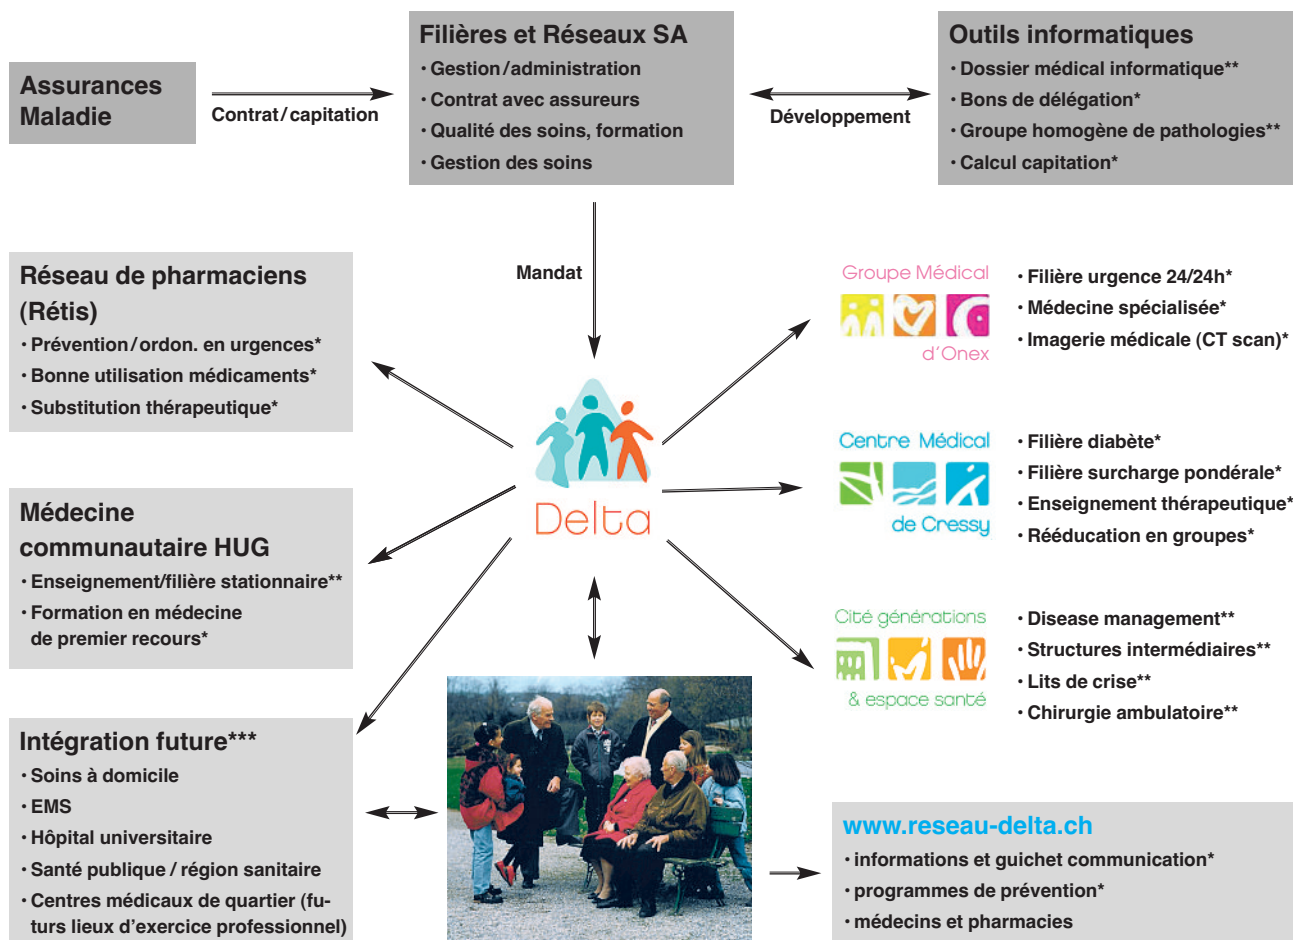 Assurances
Maladie
Contrat/capitation
Filières et Réseaux SA
· Gestion/administration
· Contrat avec assureurs
· Qualité des soins, formation
· Gestion des soins
Développement
Outils informatiques
· Dossier médical informatique**
· Bons de délégation*
· Groupe homogène de pathologies**
· Calcul capitation*
Mandat
Réseau de pharmaciens
(Rétis)
· Prévention/ordon. en urgences*
· Bonne utilisation médicaments*
· Substitution thérapeutique*
Groupe Médical
d'Onex
· Filière urgence 24/24h*
· Médecine spécialisée*
· Imagerie médicale (CT scan)*
Delta
Centre Médical
de Cressy
· Filière diabète*
· Filière surcharge pondérale*
· Enseignement thérapeutique*
· Rééducation en groupes*
Médecine
communautaire HUG
· Enseignement/filière stationnaire**
· Formation en médecine
de premier recours*
Cité générations
& espace santé
· Disease management**
· Structures intermédiaires**
· Lits de crise**
· Chirurgie ambulatoire**
Intégration future***
· Soins à domicile
· EMS
· Hôpital universitaire
· Santé publique / région sanitaire
· Centres médicaux de quartier (fu-
turs lieux d'exercice professionnel)
www.reseau-delta.ch
· informations et guichet communication*
· programmes de prévention*
· médecins et pharmacies